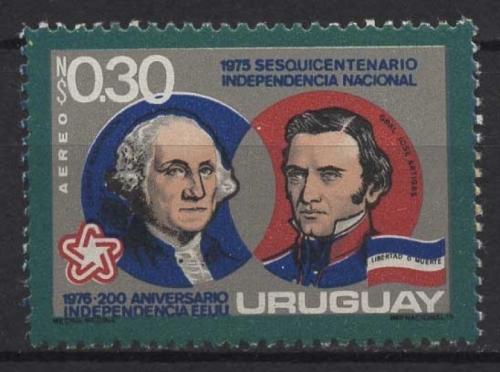 N$ 0.30
AEREO
1975 SESQUICENTENARIO
INDEPENDENCIA NACIONAL
GRAL. JOSE ARTIGAS
LIBERTAD O MUERTE
1976-200 ANIVERSARIO
INDEPENDENCIA EEUU
URUGUAY